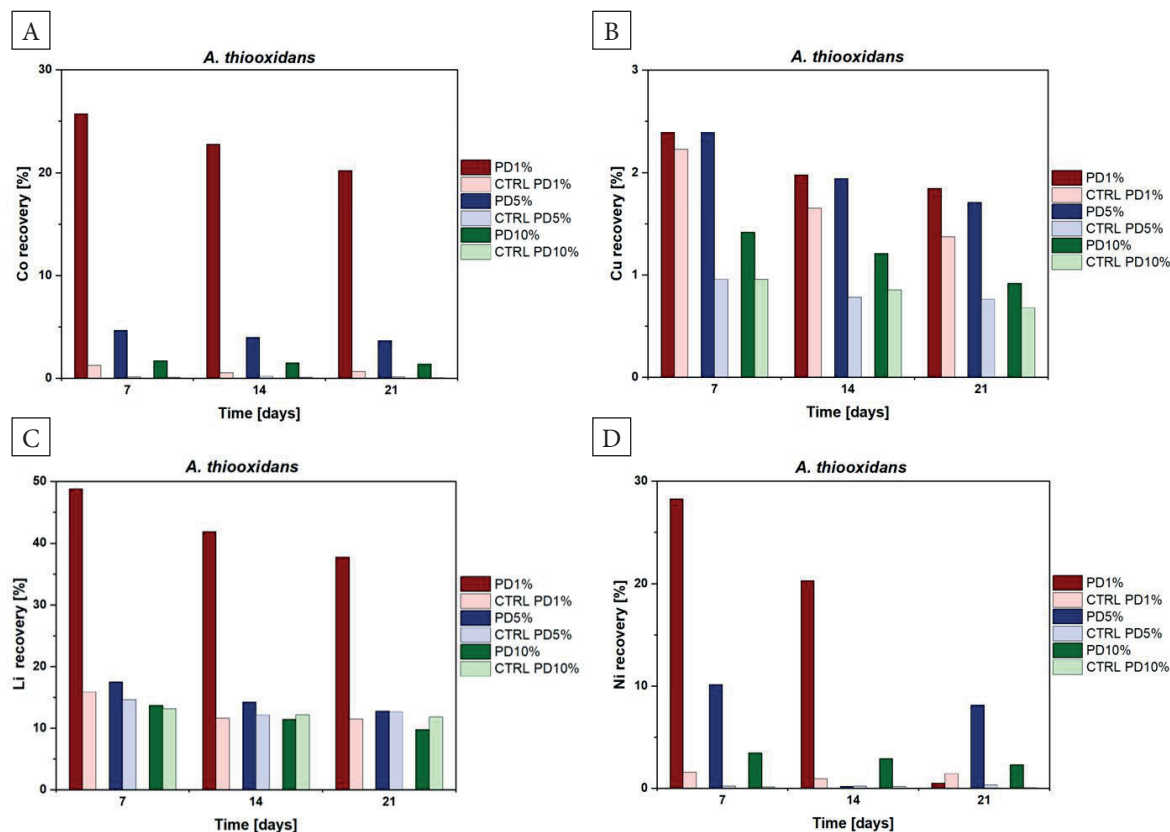 A
A. thiooxidans
30
20
10
0
Co recovery [%]
7 14 21
Time [days]
PD1%
CTRL PD1%
PD5%
CTRL PD5%
PD10%
CTRL PD10%
B
A. thiooxidans
3
2
1
0
Cu recovery [%]
7 14 21
Time [days]
PD1%
CTRL PD1%
PD5%
CTRL PD5%
PD10%
CTRL PD10%
C
A. thiooxidans
50
40
30
20
10
0
Li recovery [%]
7 14 21
Time [days]
PD1%
CTRL PD1%
PD5%
CTRL PD5%
PD10%
CTRL PD10%
D
A. thiooxidans
30
20
10
0
Ni recovery [%]
7 14 21
Time [days]
PD1%
CTRL PD1%
PD5%
CTRL PD5%
PD10%
CTRL PD10%